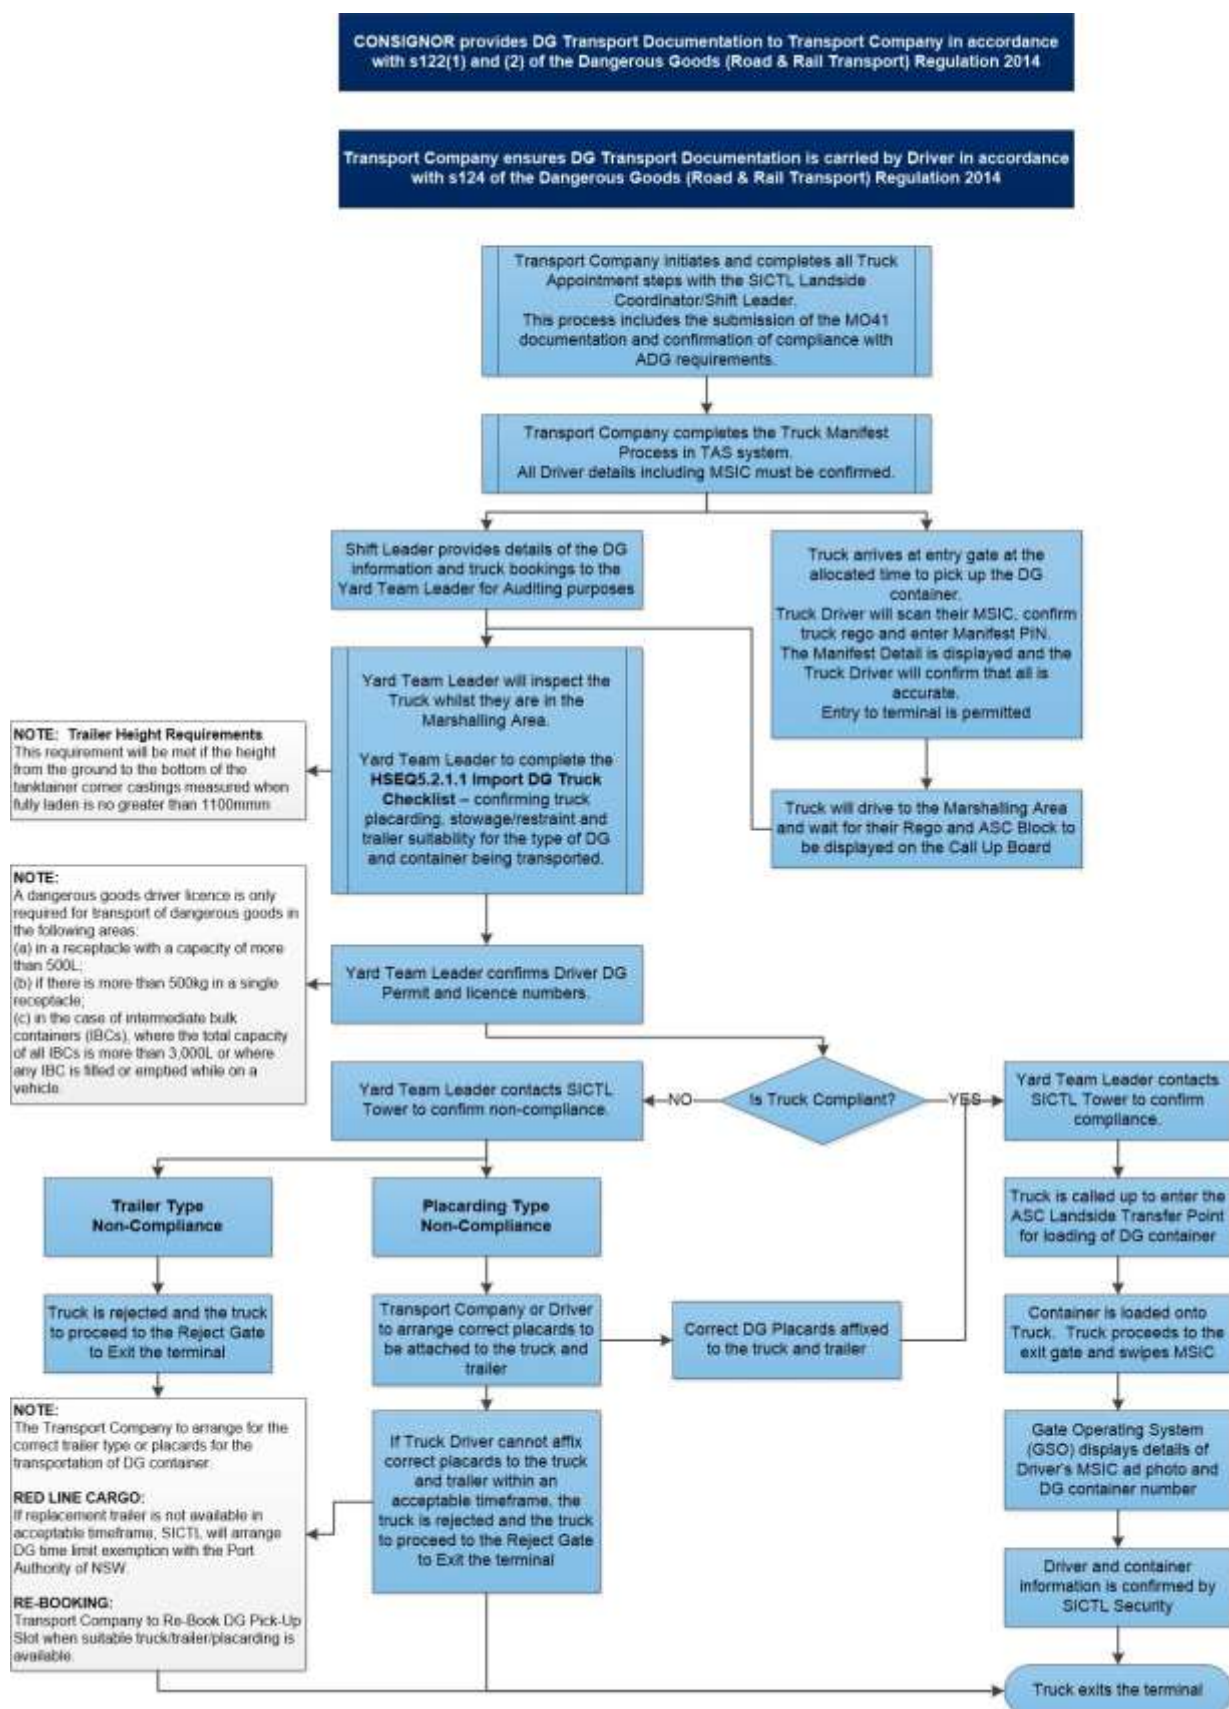 CONSIGNOR provides DG Transport Documentation to Transport Company in accordance
with s122(1) and (2) of the Dangerous Goods (Road & Rail Transport) Regulation 2014
Transport Company ensures DG Transport Documentation is carried by Driver in accordance
with s124 of the Dangerous Goods (Road & Rail Transport) Regulation 2014
Transport Company initiates and completes all Truck
Appointment steps with the SICTL Landside
Coordinator/Shift Leader.
This process includes the submission of the MO41
documentation and confirmation of compliance with
ADG requirements.
Transport Company completes the Truck Manifest
Process in TAS system.
All Driver details including MSIC must be confirmed.
Shift Leader provides details of the DG
information and truck bookings to the
Yard Team Leader for Auditing purposes
Truck arrives at entry gate at the
allocated time to pick up the DG
container.
Truck Driver will scan their MSIC, confirm
truck rego and enter Manifest PIN.
The Manifest Detail is displayed and the
Truck Driver will confirm that all is
accurate.
Entry to terminal is permitted
Yard Team Leader will inspect the
Truck whilst they are in the
Marshalling Area.
Yard Team Leader to complete the
HSEQ5.2.1.1 Import DG Truck
Checklist – confirming truck
placarding, stowage/restraint and
trailer suitability for the type of DG
and container being transported.
NOTE: Trailer Height Requirements
This requirement will be met if the height
from the ground to the bottom of the
tanktainer corner castings measured when
fully laden is no greater than 1100mmm
Truck will drive to the Marshalling Area
and wait for their Rego and ASC Block to
be displayed on the Call Up Board
NOTE:
A dangerous goods driver licence is only
required for transport of dangerous goods in
the following areas:
(a) in a receptacle with a capacity of more
than 500L;
(b) if there is more than 500kg in a single
receptacle;
(c) in the case of intermediate bulk
containers (IBCs), where the total capacity
of all IBCs is more than 3,000L or where
any IBC is filled or emptied while on a
vehicle.
Yard Team Leader confirms Driver DG
Permit and licence numbers.
Yard Team Leader contacts SICTL
Tower to confirm non-compliance.
NO
Is Truck Compliant?
YES
Yard Team Leader contacts
SICTL Tower to confirm
compliance.
Trailer Type
Non-Compliance
Placarding Type
Non-Compliance
Truck is called up to enter the
ASC Landside Transfer Point
for loading of DG container
Truck is rejected and the truck
to proceed to the Reject Gate
to Exit the terminal
Transport Company or Driver
to arrange correct placards to
be attached to the truck and
trailer
Correct DG Placards affixed
to the truck and trailer
Container is loaded onto
Truck. Truck proceeds to the
exit gate and swipes MSIC
NOTE:
The Transport Company to arrange for the
correct trailer type or placards for the
transportation of DG container.
RED LINE CARGO:
If replacement trailer is not available in
acceptable timeframe, SICTL will arrange
DG time limit exemption with the Port
Authority of NSW.
RE-BOOKING:
Transport Company to Re-Book DG Pick-Up
Slot when suitable truck/trailer/placarding is
available.
If Truck Driver cannot affix
correct placards to the truck
and trailer within an
acceptable timeframe, the
truck is rejected and the truck
to proceed to the Reject Gate
to Exit the terminal
Gate Operating System
(GSO) displays details of
Driver's MSIC ad photo and
DG container number
Driver and container
information is confirmed by
SICTL Security
Truck exits the terminal